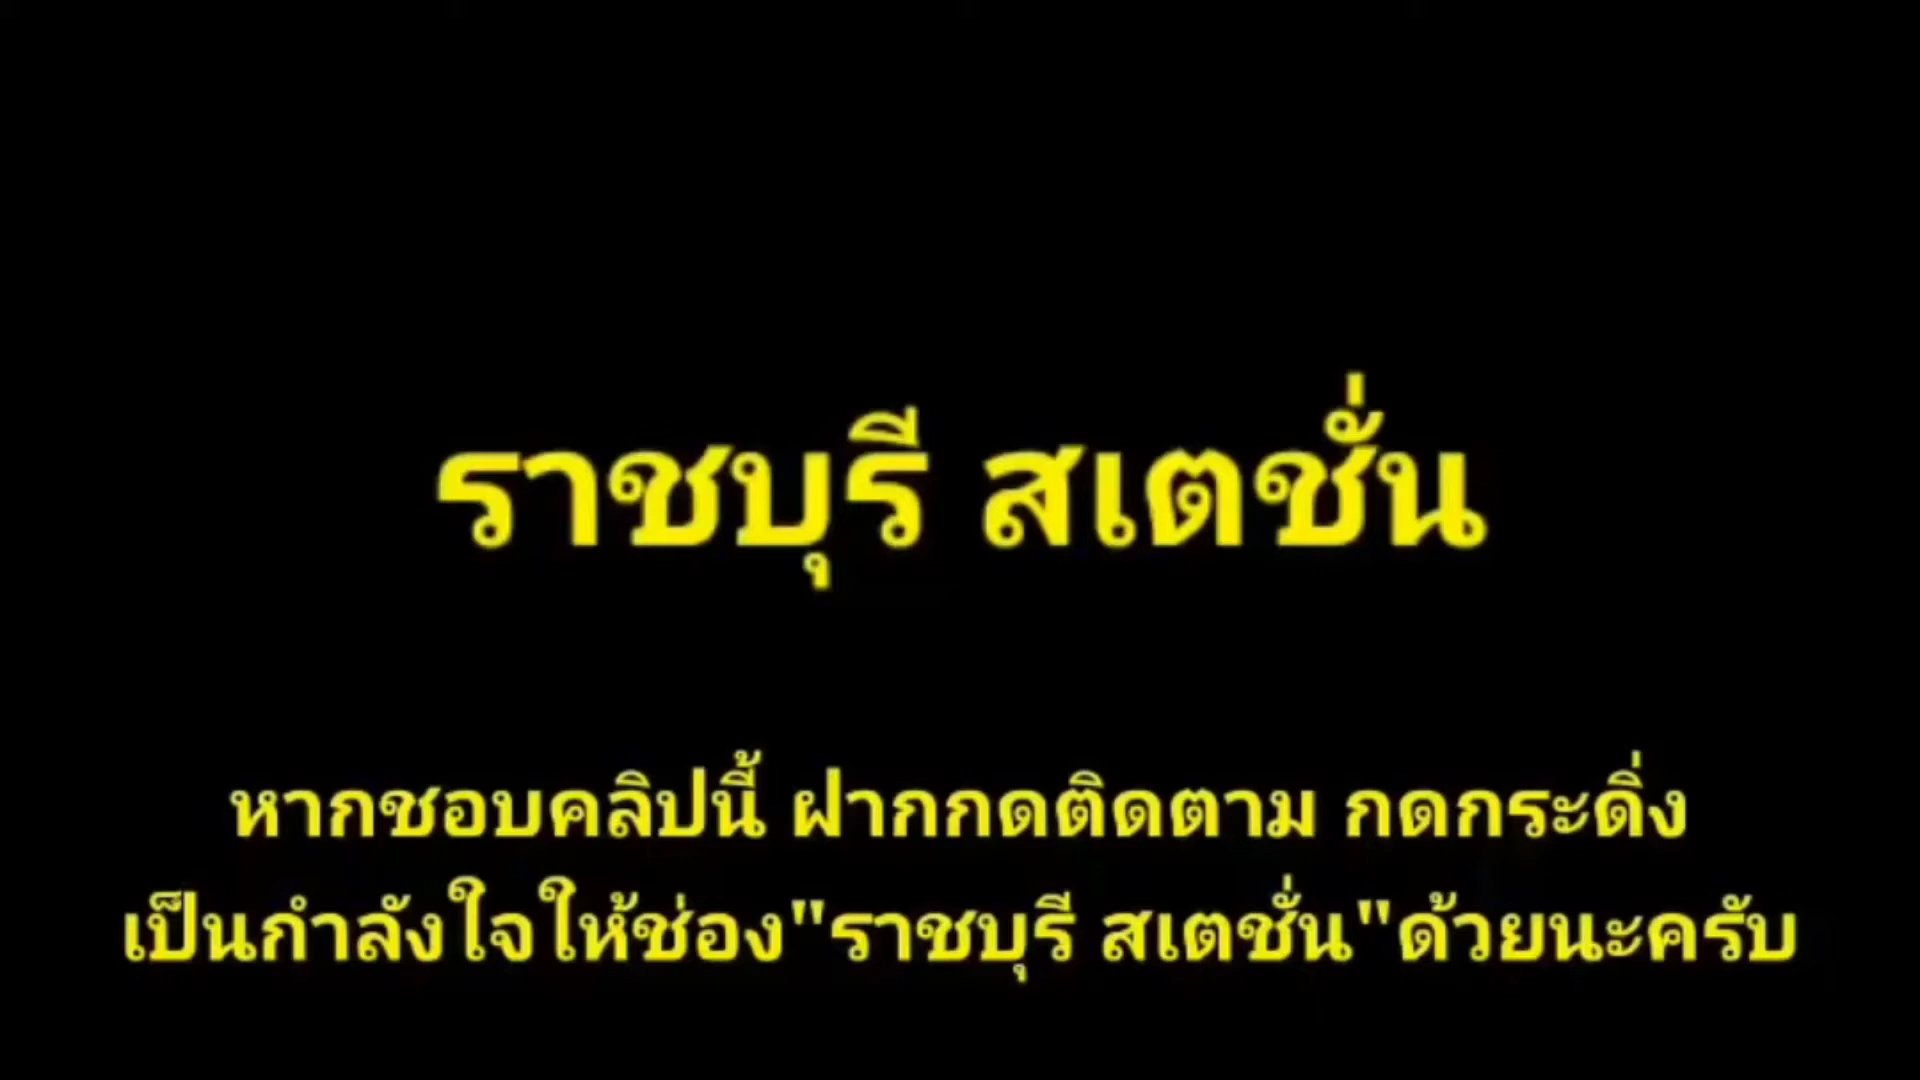 ราชบุรี สเตชั่น
หากชอบคลิปนี้ ฝากกดติดตาม กดกระดิ่ง
เป็นกำลังใจให้ช่อง"ราชบุรี สเตชั่น"ด้วยนะครับ